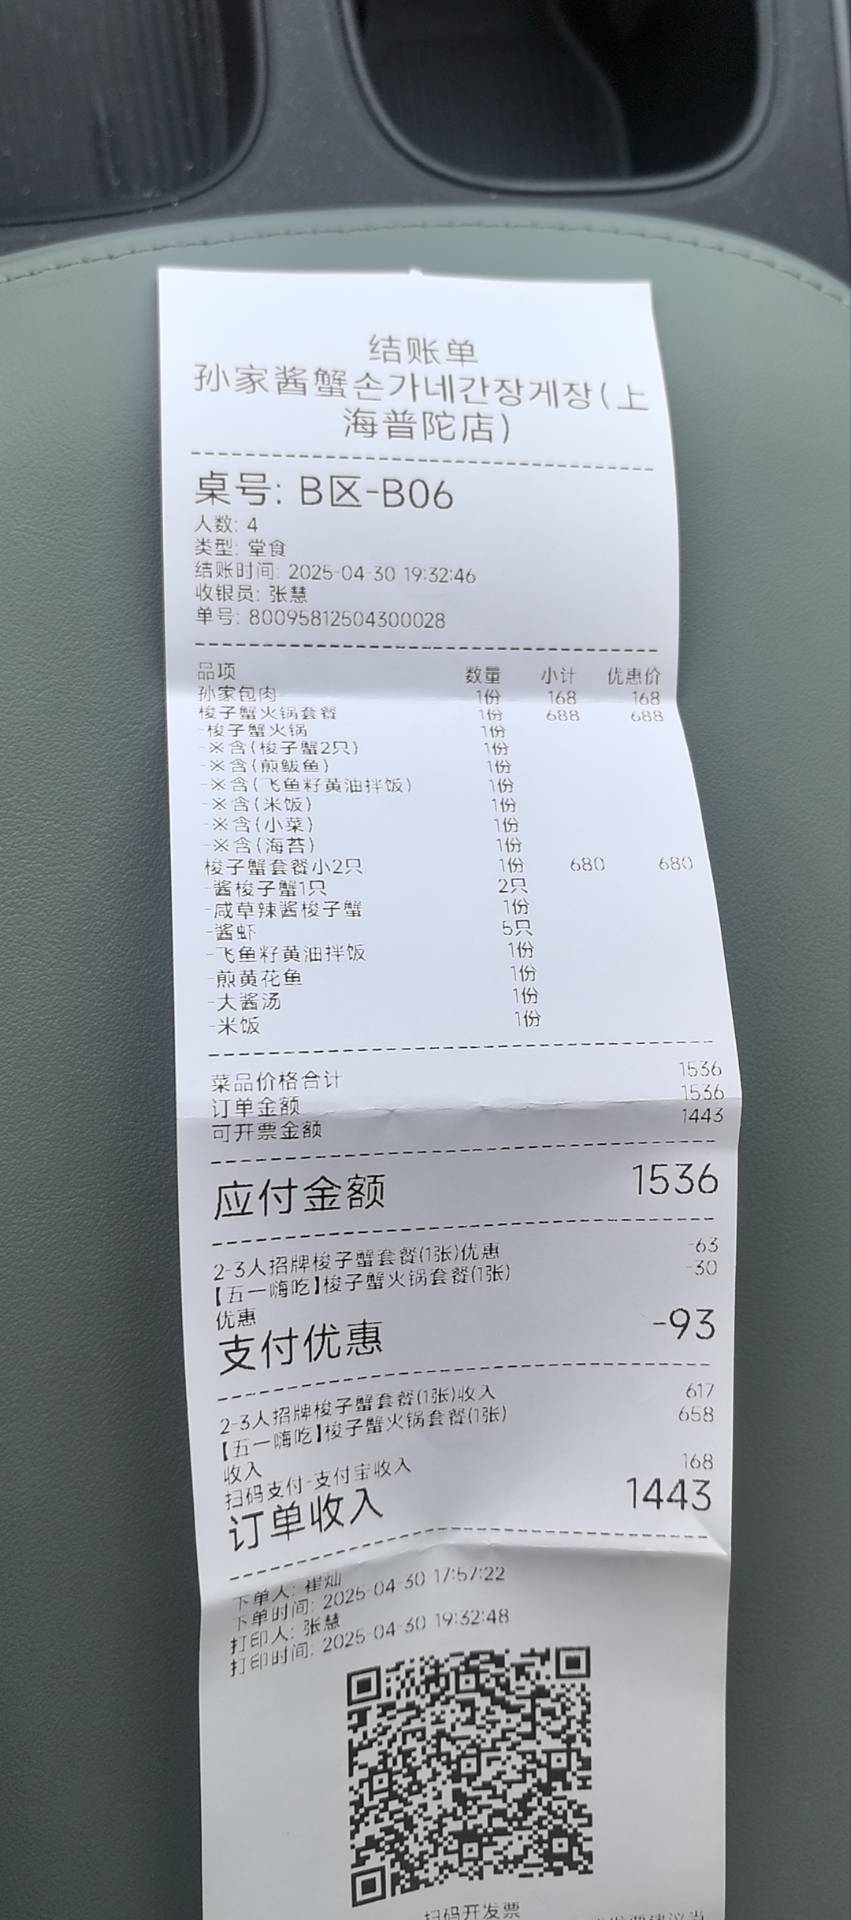 结账单
孙家酱蟹손가네간장게장(上
海普陀店)
桌号: B区-B06
人数: 4
类型: 堂食
结账时间: 2025-04-30 19:32:46
收银员: 张慧
单号: 80095812504300028
品项 数量 小计 优惠价
孙家包肉 1份 168 168
梭子蟹火锅套餐 1份 688 688
-梭子蟹火锅 1份
-※含(梭子蟹2只) 1份
-※含(煎鲅鱼) 1份
-※含(飞鱼籽黄油拌饭) 1份
-※含(米饭) 1份
-※含(小菜) 1份
-※含(海苔) 1份
梭子蟹套餐小2只 1份 680 680
-酱梭子蟹1只 2只
-咸草辣酱梭子蟹 1份
-酱虾 5只
-飞鱼籽黄油拌饭 1份
-煎黄花鱼 1份
-大酱汤 1份
-米饭 1份
菜品价格合计 1536
订单金额 1536
可开票金额 1443
应付金额 1536
2-3人招牌梭子蟹套餐(1张)优惠 -63
【五一嗨吃】梭子蟹火锅套餐(1张) -30
优惠
支付优惠 -93
2-3人招牌梭子蟹套餐(1张)收入 617
【五一嗨吃】梭子蟹火锅套餐(1张) 658
收入
扫码支付-支付宝收入 168
订单收入 1443
下单人: 崔灿
下单时间: 2025-04-30 17:57:22
打印人: 张慧
打印时间: 2025-04-30 19:32:48
扫码开发票